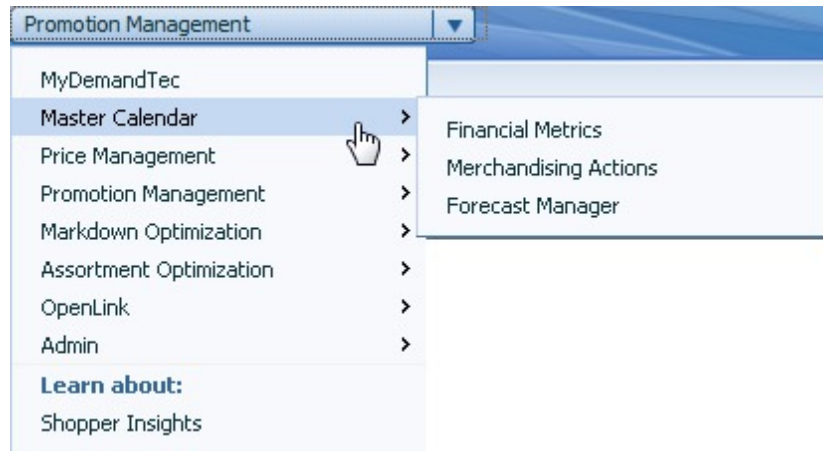 Promotion Management
MyDemandTec
Master Calendar
Price Management
Promotion Management
Markdown Optimization
Assortment Optimization
OpenLink
Admin
Learn about:
Shopper Insights
Financial Metrics
Merchandising Actions
Forecast Manager